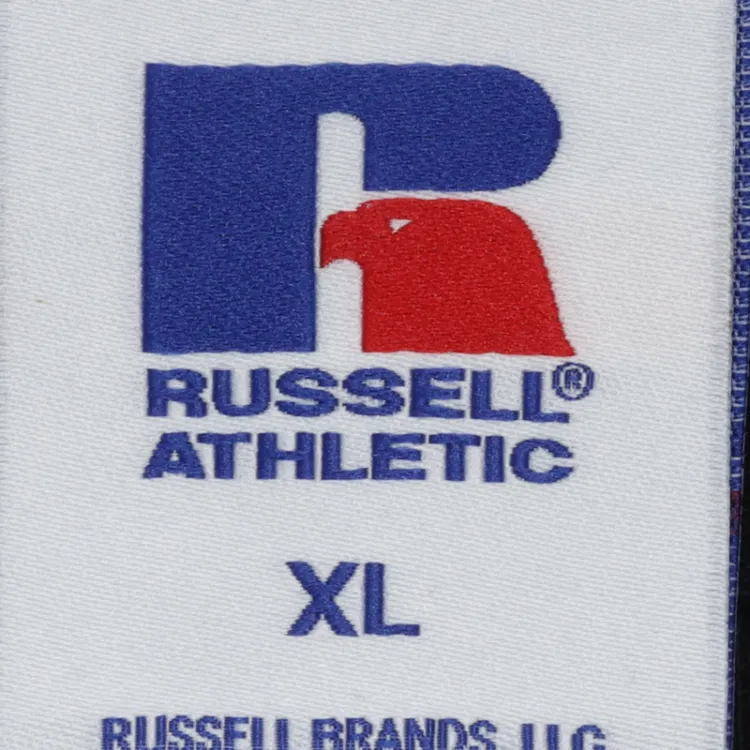 RUSSELL®
ATHLETIC
XL
RUSSELL BRANDS, LLC